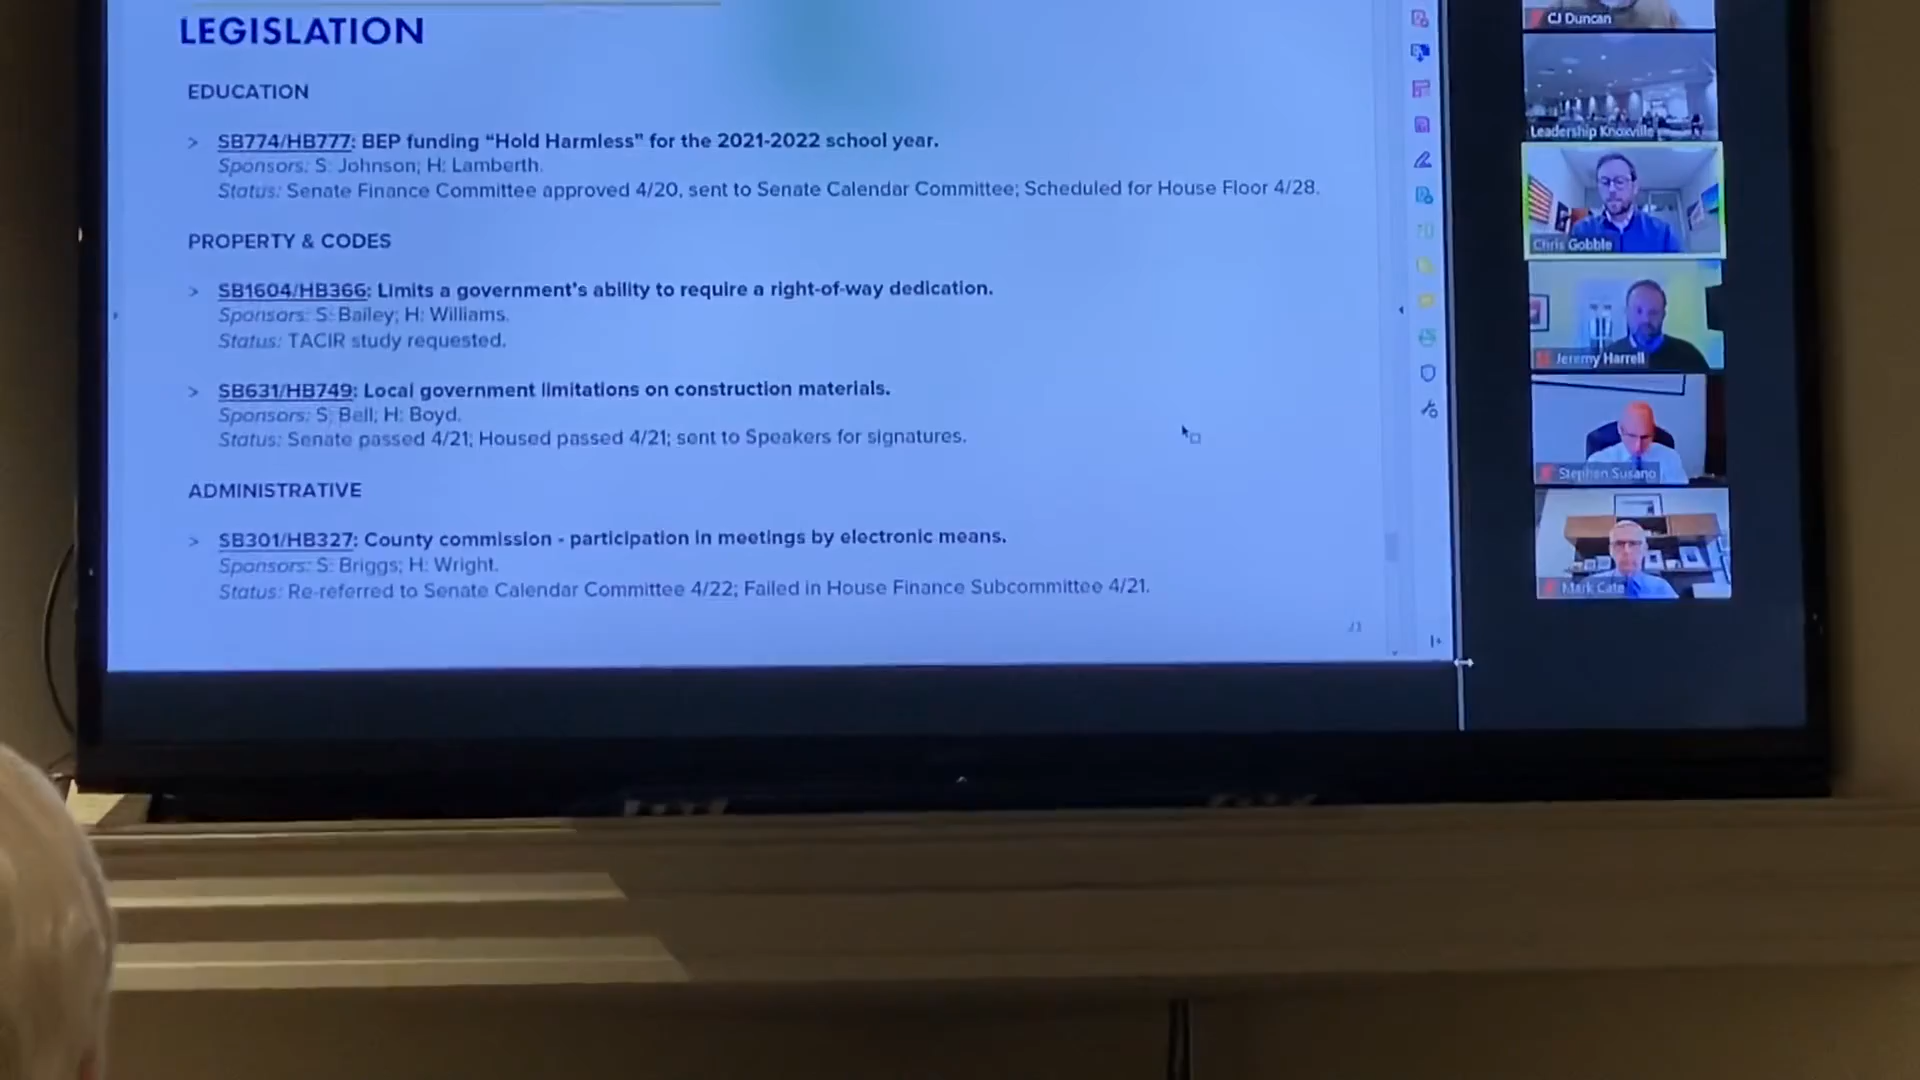 LEGISLATION
EDUCATION
> SB774/HB777: BEP funding “Hold Harmless” for the 2021-2022 school year.
Sponsors: S: Johnson; H: Lamberth.
Status: Senate Finance Committee approved 4/20, sent to Senate Calendar Committee; Scheduled for House Floor 4/28.
PROPERTY & CODES
> SB1604/HB366: Limits a government's ability to require a right-of-way dedication.
Sponsors: S: Bailey; H: Williams.
Status: TACIR study requested.
> SB631/HB749: Local government limitations on construction materials.
Sponsors: S; Bell; H: Boyd.
Status: Senate passed 4/21; Housed passed 4/21; sent to Speakers for signatures.
ADMINISTRATIVE
> SB301/HB327: County commission - participation in meetings by electronic means.
Sponsors: S: Briggs; H: Wright.
Status: Re-referred to Senate Calendar Committee 4/22; Failed in House Finance Subcommittee 4/21.
CJ Duncan
Leadership Knoxville
Chris Gobble
Jeremy Harrell
Stephen Susano
Mark Cate